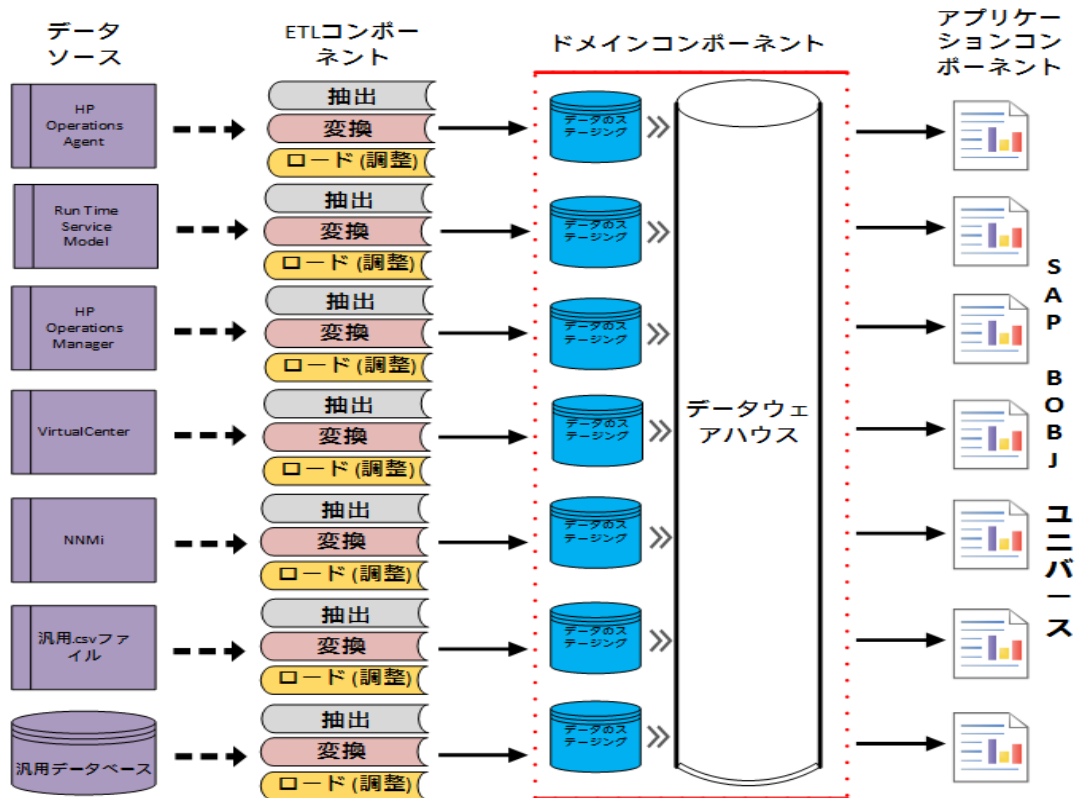 データ
ソース
ETLコンポー
ネント
ドメインコンポーネント
アプリケー
ションコン
ポーネント
HP
Operations
Agent
抽出
変換
ロード (調整)
データのス
テージング
Run Time
Service
Model
抽出
変換
ロード (調整)
データのス
テージング
HP
Operations
Manager
抽出
変換
ロード (調整)
データのス
テージング
VirtualCenter
抽出
変換
ロード (調整)
データのス
テージング
NNMi
抽出
変換
ロード (調整)
データのス
テージング
汎用.csvファ
イル
抽出
変換
ロード (調整)
データのス
テージング
汎用データベース
抽出
変換
ロード (調整)
データのス
テージング
データウェ
アハウス
SAP BOBJ ユニバース